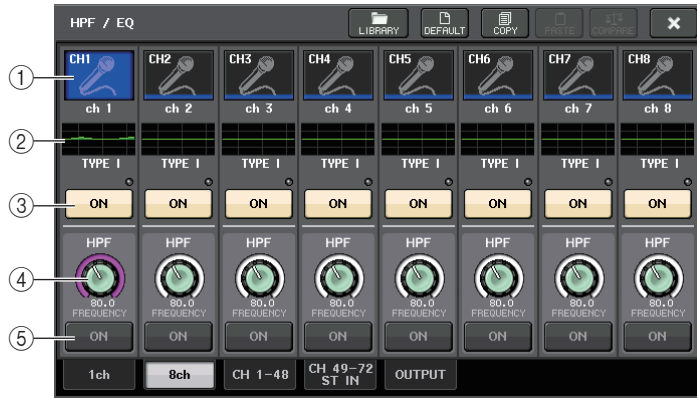 HPF / EQ
LIBRARY DEFAULT COPY PASTE COMPARE
CH1 CH2 CH3 CH4 CH5 CH6 CH7 CH8
① ch 1 ch 2 ch 3 ch 4 ch 5 ch 6 ch 7 ch 8
② TYPE I TYPE I TYPE I TYPE I TYPE I TYPE I TYPE I TYPE I
③ ON ON ON ON ON ON ON ON
HPF HPF HPF HPF HPF HPF HPF HPF
④ 80.0 80.0 80.0 80.0 80.0 80.0 80.0 80.0
FREQUENCY FREQUENCY FREQUENCY FREQUENCY FREQUENCY FREQUENCY FREQUENCY FREQUENCY
⑤ ON ON ON ON ON ON ON ON
1ch 8ch CH 1-48 CH 49-72 OUTPUT
ST IN